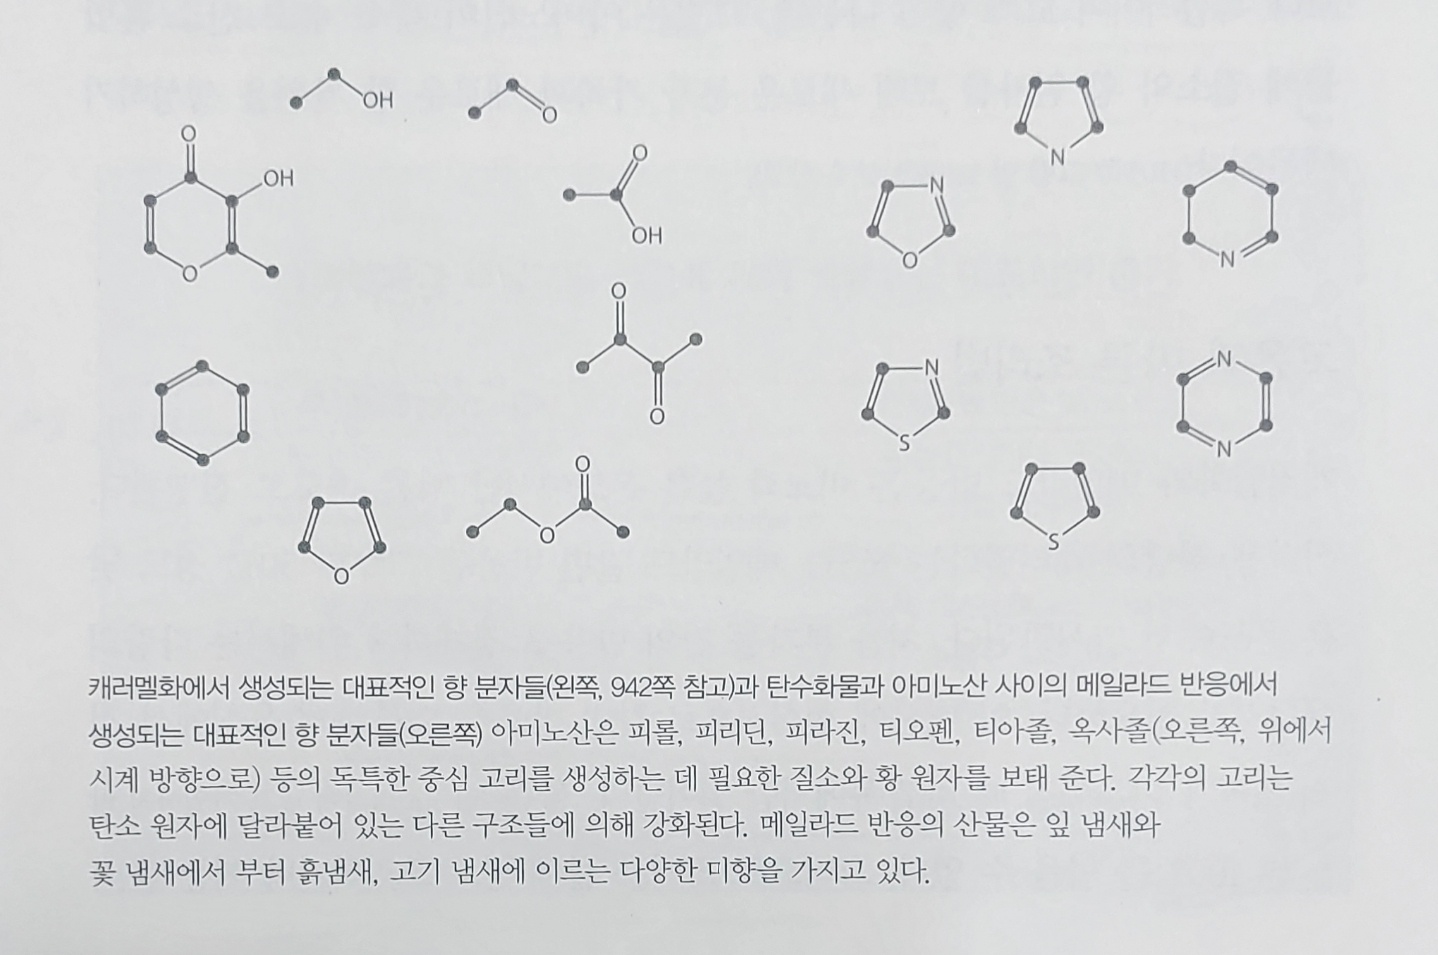 OH
O
O
OH
O
O
OH
O
O
O
O
O
N
N
O
N
N
S
N
N
S
캐러멜화에서 생성되는 대표적인 향 분자들(왼쪽, 942쪽 참고)과 탄수화물과 아미노산 사이의 메일라드 반응에서
생성되는 대표적인 향 분자들(오른쪽) 아미노산은 피롤, 피리딘, 피라진, 티오펜, 티아졸, 옥사졸(오른쪽, 위에서
시계 방향으로) 등의 독특한 중심 고리를 생성하는 데 필요한 질소와 황 원자를 보태 준다. 각각의 고리는
탄소 원자에 달라붙어 있는 다른 구조들에 의해 강화된다. 메일라드 반응의 산물은 잎 냄새와
꽃 냄새에서 부터 흙냄새, 고기 냄새에 이르는 다양한 미향을 가지고 있다.